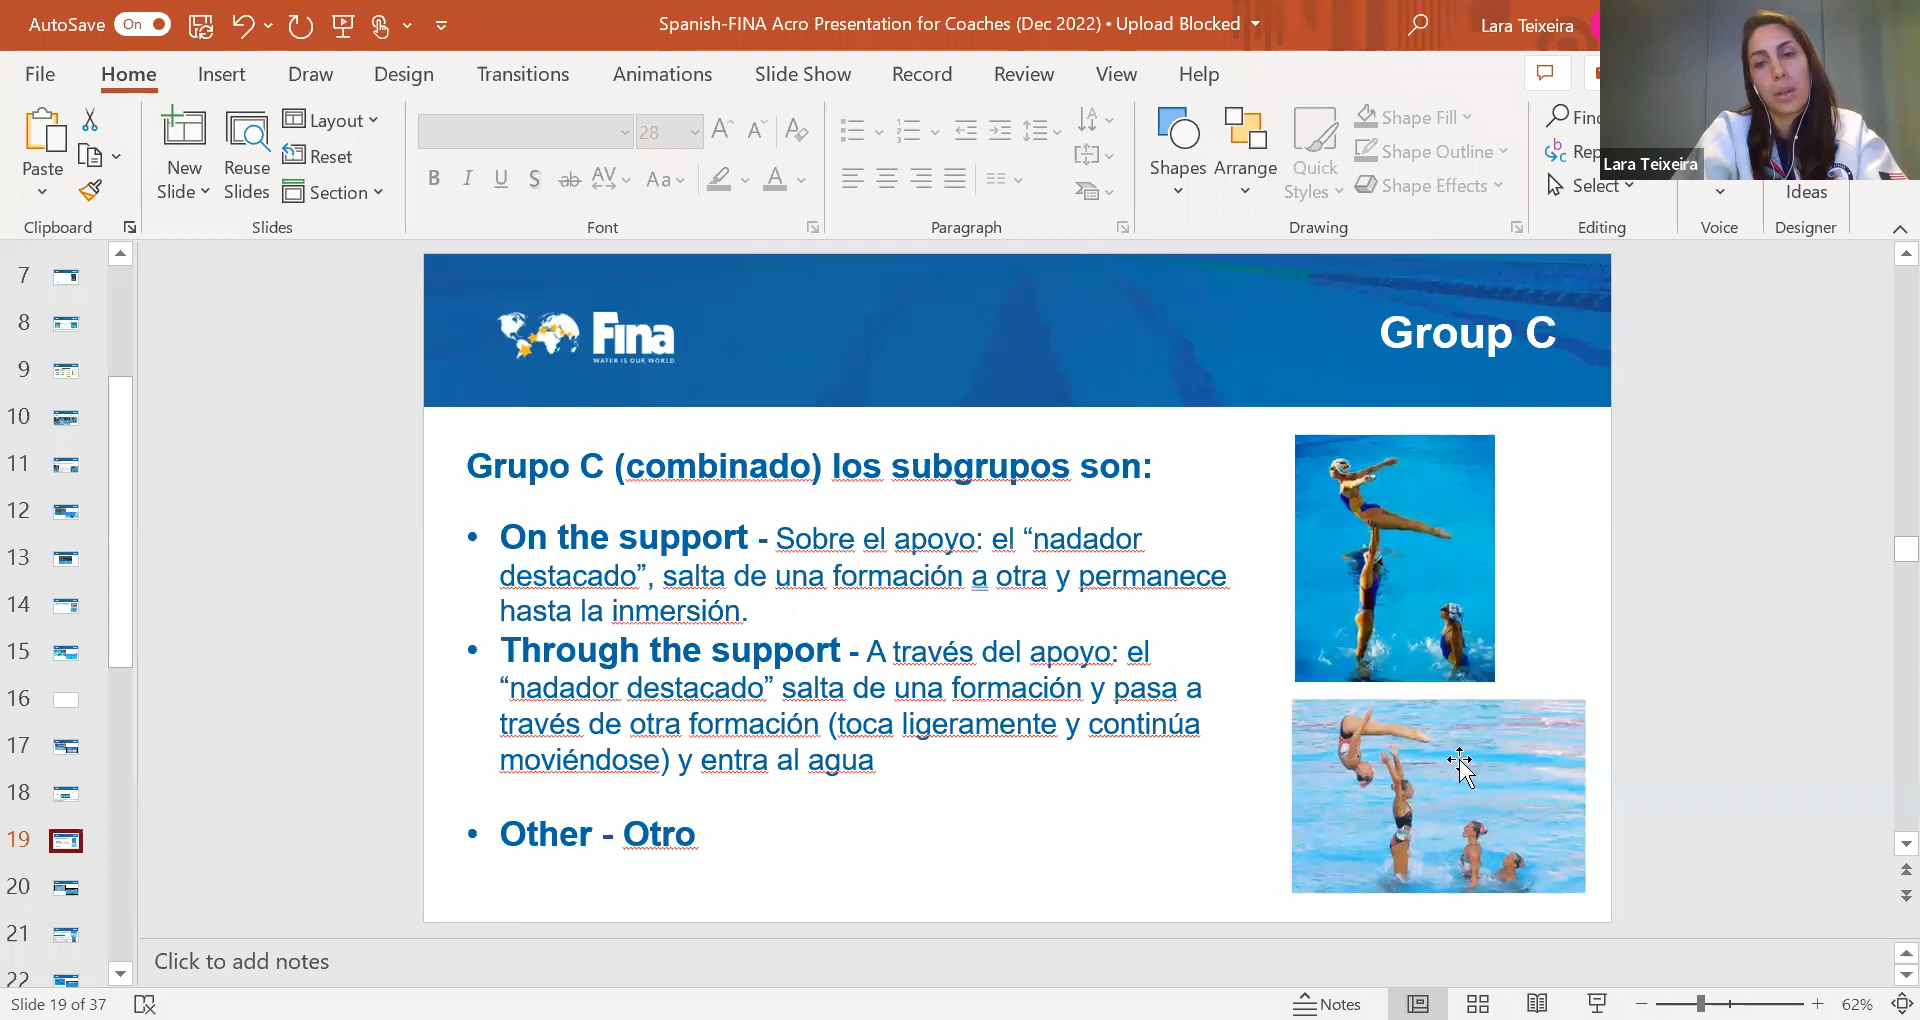 AutoSave On
Spanish-FINA Acro Presentation for Coaches (Dec 2022) • Upload Blocked
Lara Teixeira
File Home Insert Draw Design Transitions Animations Slide Show Record Review View Help
Paste
New Slide
Reuse Slides
Layout
Reset
Section
28
B I U S ab AV Aa A
Shapes
Arrange
Quick Styles
Shape Fill
Shape Outline
Shape Effects
Select
Ideas
Lara Teixeira
Clipboard Slides Font Paragraph Drawing Editing Voice Designer
7
8
9
10
11
12
13
14
15
16
17
18
19
20
21
22
Fina
WATER IS OUR WORLD
Group C
Grupo C (combinado) los subgrupos son:
• On the support - Sobre el apoyo: el “nadador
destacado”, salta de una formación a otra y permanece
hasta la inmersión.
• Through the support - A través del apoyo: el
“nadador destacado” salta de una formación y pasa a
través de otra formación (toca ligeramente y continúa
moviéndose) y entra al agua
• Other - Otro
Click to add notes
Slide 19 of 37
Notes
62%